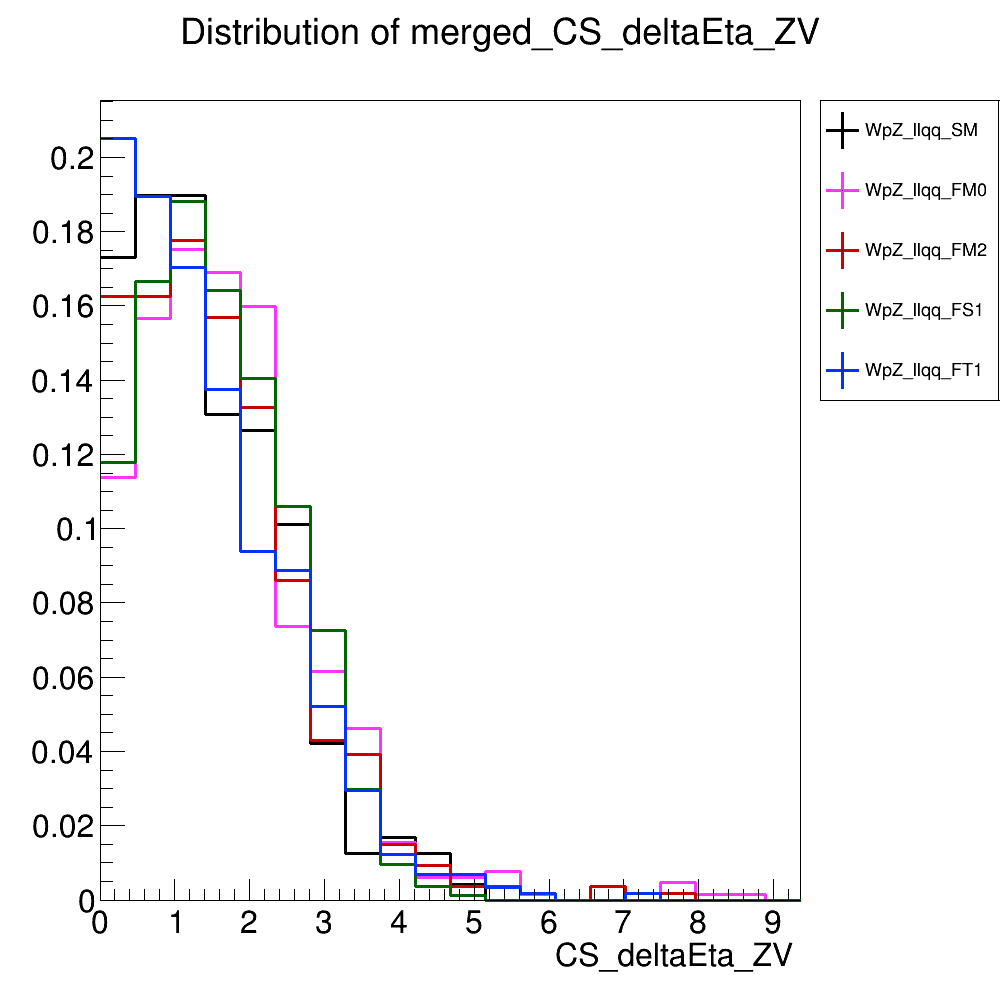 Distribution of merged_CS_deltaEta_ZV
WpZ_llqq_SM
WpZ_llqq_FM0
WpZ_llqq_FM2
WpZ_llqq_FS1
WpZ_llqq_FT1
0.2
0.18
0.16
0.14
0.12
0.1
0.08
0.06
0.04
0.02
0
0 1 2 3 4 5 6 7 8 9
CS_deltaEta_ZV